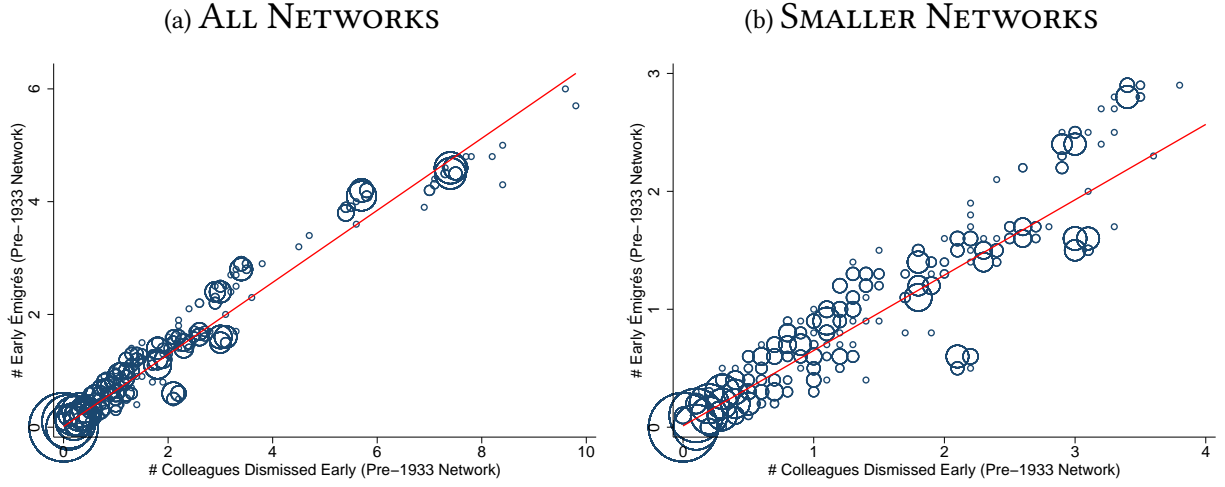 (a) ALL NETWORKS
# Early Émigrés (Pre−1933 Network)
6
4
2
0
0 2 4 6 8 10
# Colleagues Dismissed Early (Pre−1933 Network)
(b) SMALLER NETWORKS
# Early Émigrés (Pre−1933 Network)
3
2
1
0
0 1 2 3 4
# Colleagues Dismissed Early (Pre−1933 Network)